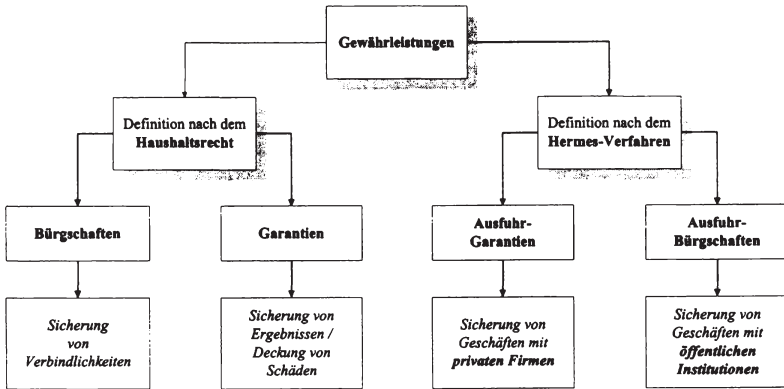 Gewährleistungen
Definition nach dem
Haushaltsrecht
Definition nach dem
Hermes-Verfahren
Bürgschaften
Garantien
Ausfuhr-
Garantien
Ausfuhr-
Bürgschaften
Sicherung
von
Verbindlichkeiten
Sicherung von
Ergebnissen /
Deckung von
Schäden
Sicherung von
Geschäften mit
privaten Firmen
Sicherung von
Geschäften mit
öffentlichen
Institutionen